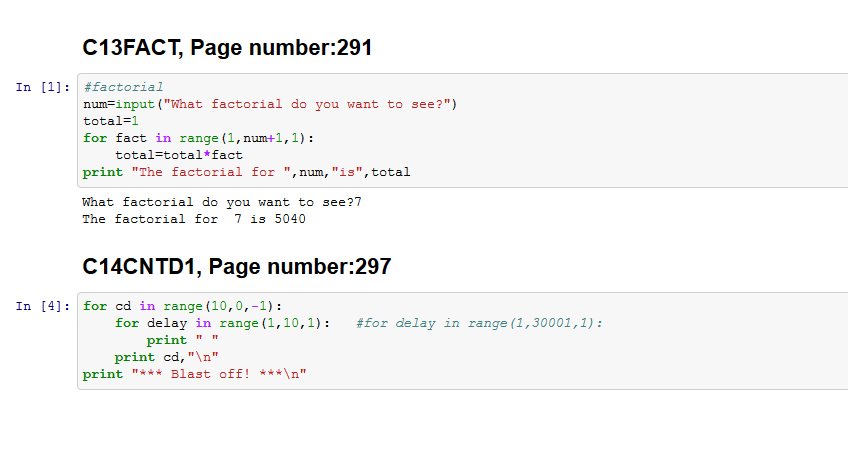 C13FACT, Page number:291
In [1]: #factorial
num=input("What factorial do you want to see?")
total=1
for fact in range(1,num+1,1):
    total=total*fact
print "The factorial for ",num,"is",total
What factorial do you want to see?7
The factorial for  7 is 5040
C14CNTD1, Page number:297
In [4]: for cd in range(10,0,-1):
    for delay in range(1,10,1):   #for delay in range(1,30001,1):
        print " "
    print cd,"\n"
print "*** Blast off! ***\n"